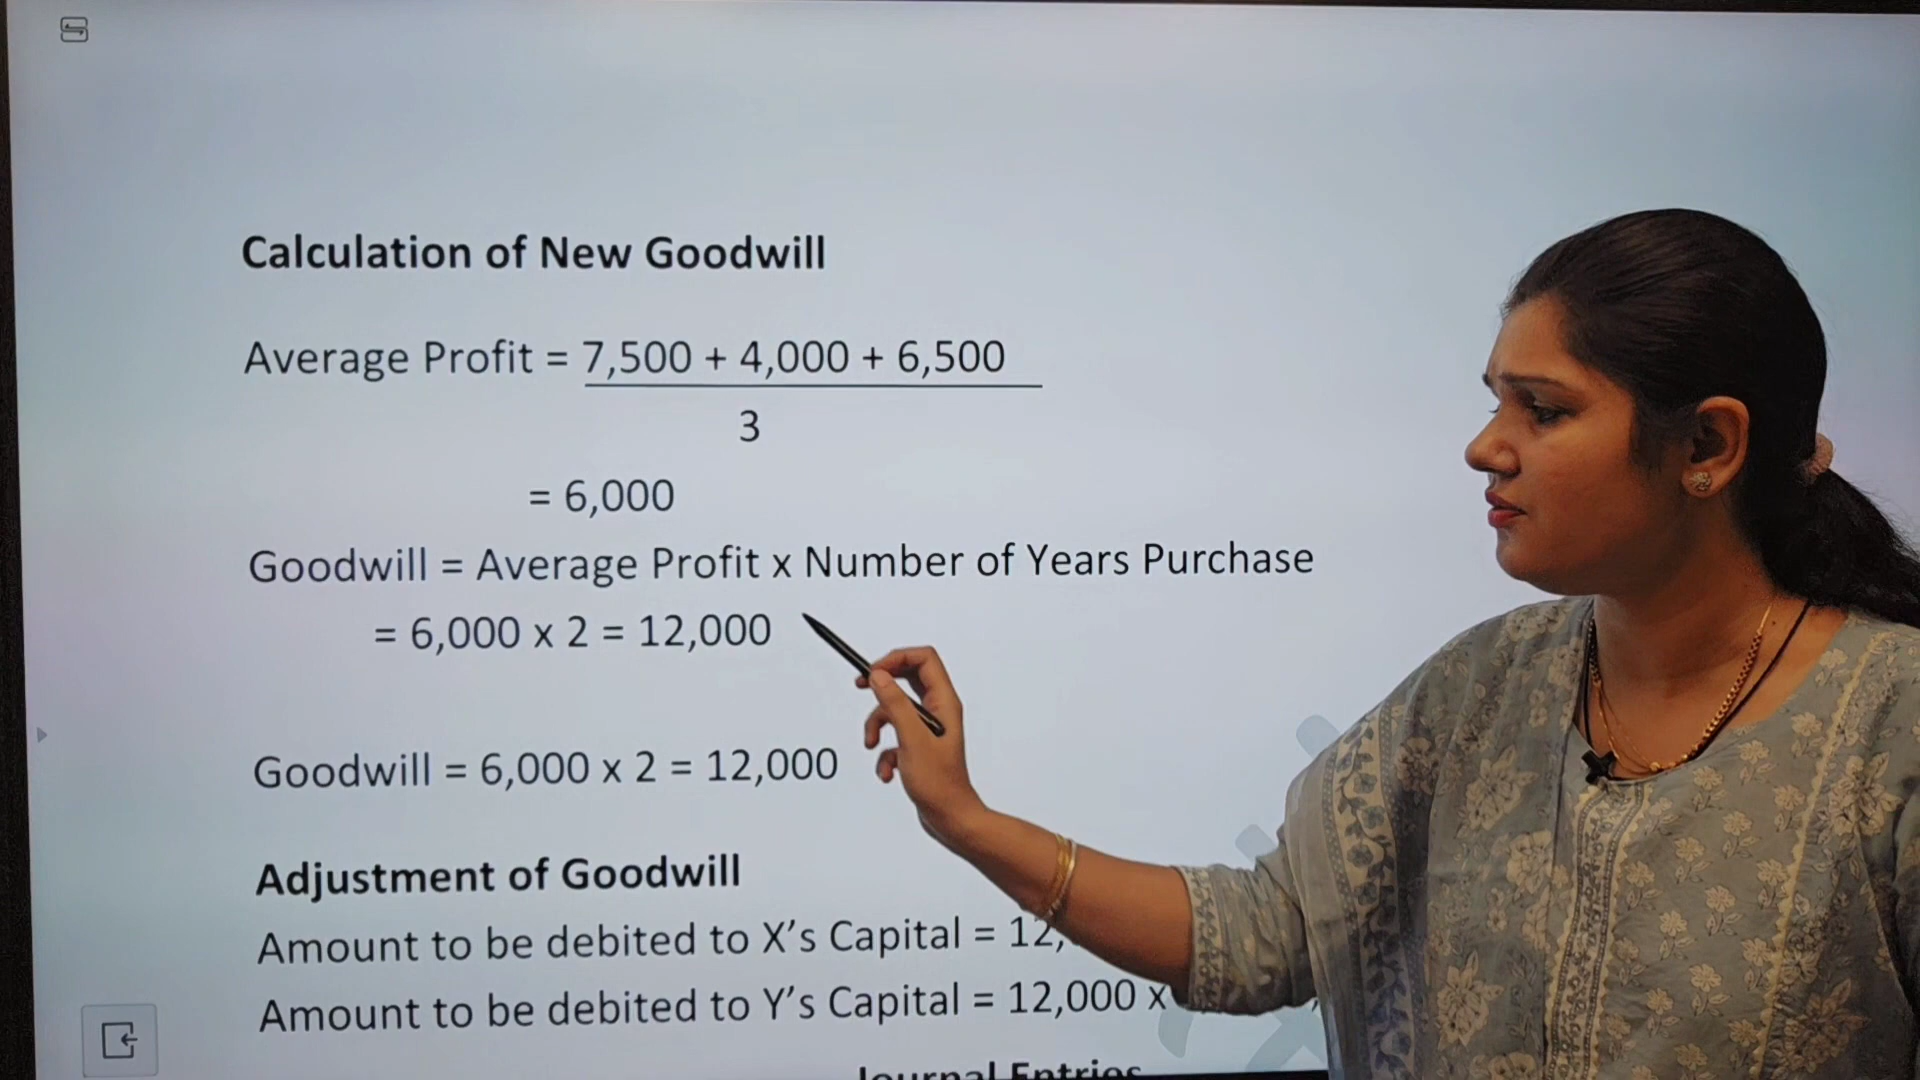 Calculation of New Goodwill
Average Profit = 7,500 + 4,000 + 6,500
3
= 6,000
Goodwill = Average Profit x Number of Years Purchase
= 6,000 x 2 = 12,000
Goodwill = 6,000 x 2 = 12,000
Adjustment of Goodwill
Amount to be debited to X's Capital = 12,
Amount to be debited to Y's Capital = 12,000 x
Journal Entries